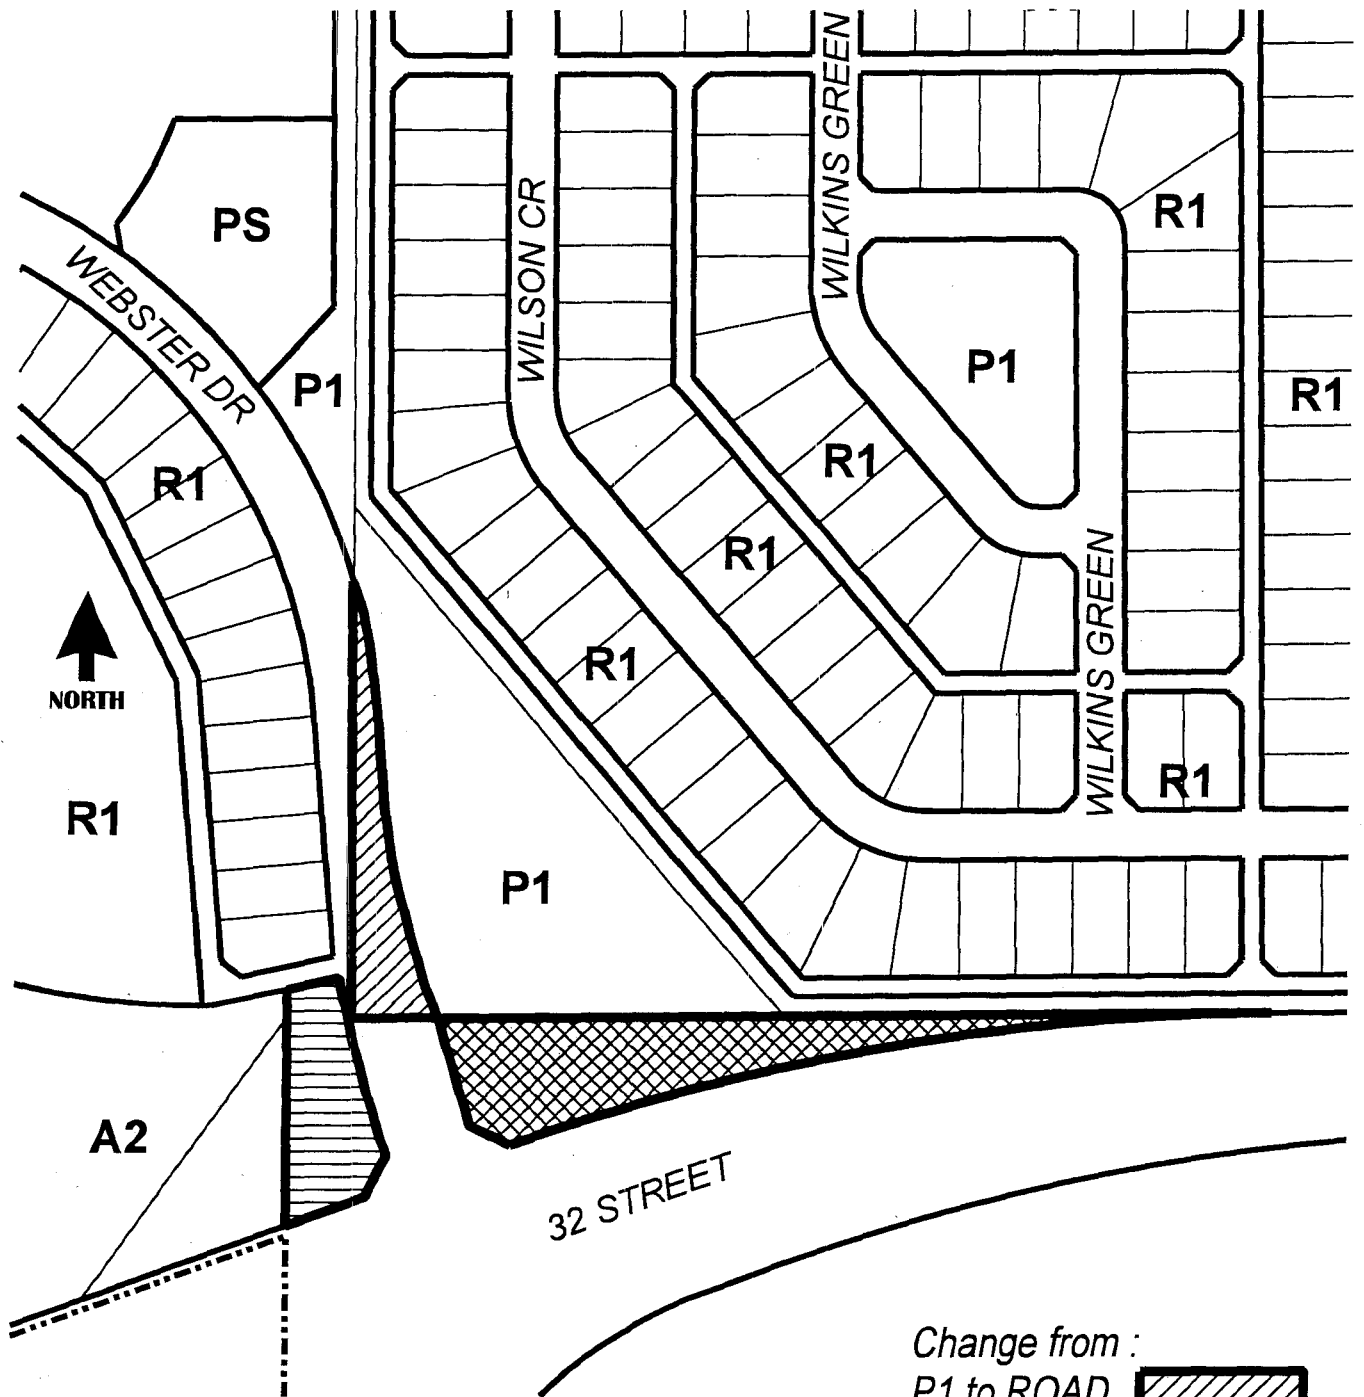 WILKINS GREEN
WILSON CR
PS
R1
WEBSTER DR
P1
P1
R1
R1
R1
R1
R1
NORTH
WILKINS GREEN
R1
R1
P1
A2
32 STREET
Change from :
P1 to ROAD